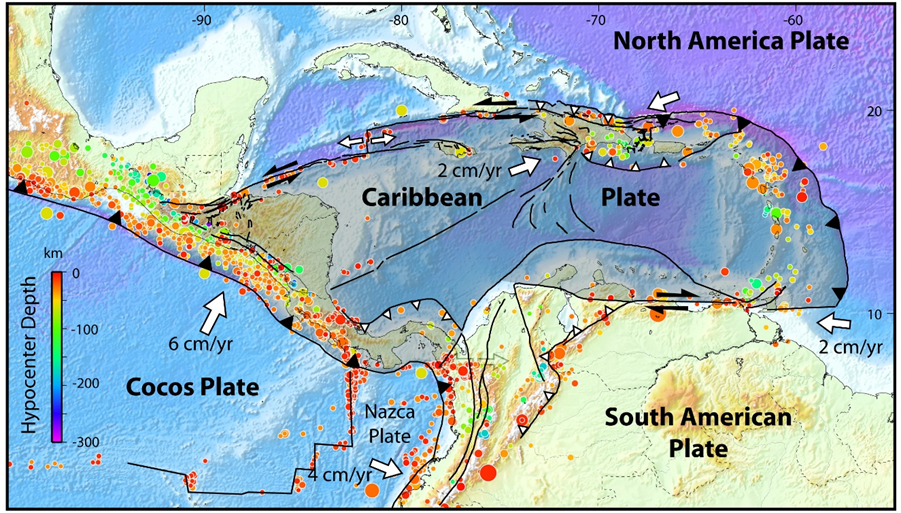 -90
-80
-70
-60
North America Plate
20
2 cm/yr
Caribbean
Plate
km
0
-100
-200
-300
Hypocenter Depth
6 cm/yr
10
2 cm/yr
Cocos Plate
Nazca
Plate
4 cm/yr
South American
Plate